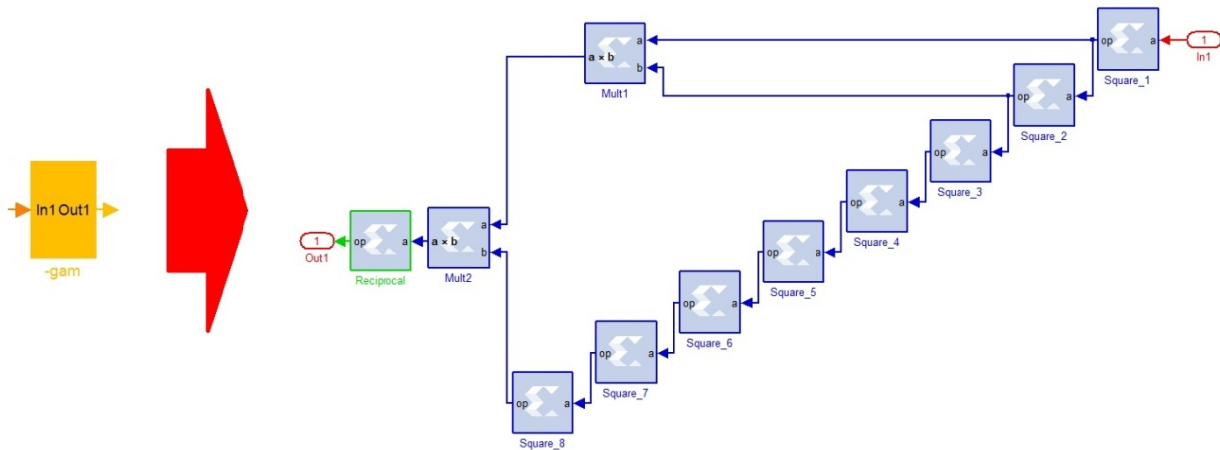 In1 Out1
-gam
1
Out1
op
a
Reciprocal
a × b
a
b
Mult2
a × b
a
b
Mult1
op
a
Square_1
1
In1
op
a
Square_2
op
a
Square_3
op
a
Square_4
op
a
Square_5
op
a
Square_6
op
a
Square_7
op
a
Square_8